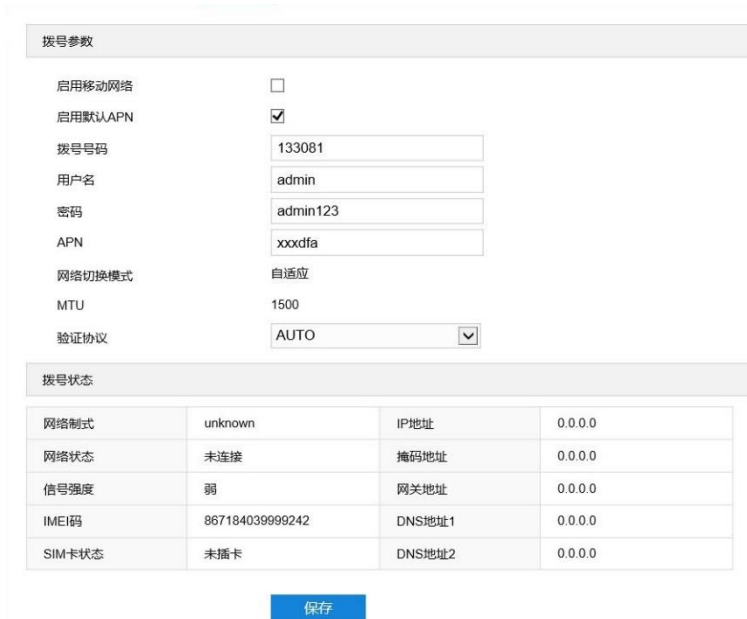 拨号参数
启用移动网络
启用默认APN
拨号号码 133081
用户名 admin
密码 admin123
APN xxxdfa
网络切换模式 自适应
MTU 1500
验证协议 AUTO
拨号状态
网络制式 unknown IP地址 0.0.0.0
网络状态 未连接 掩码地址 0.0.0.0
信号强度 弱 网关地址 0.0.0.0
IMEI码 867184039999242 DNS地址1 0.0.0.0
SIM卡状态 未插卡 DNS地址2 0.0.0.0
保存